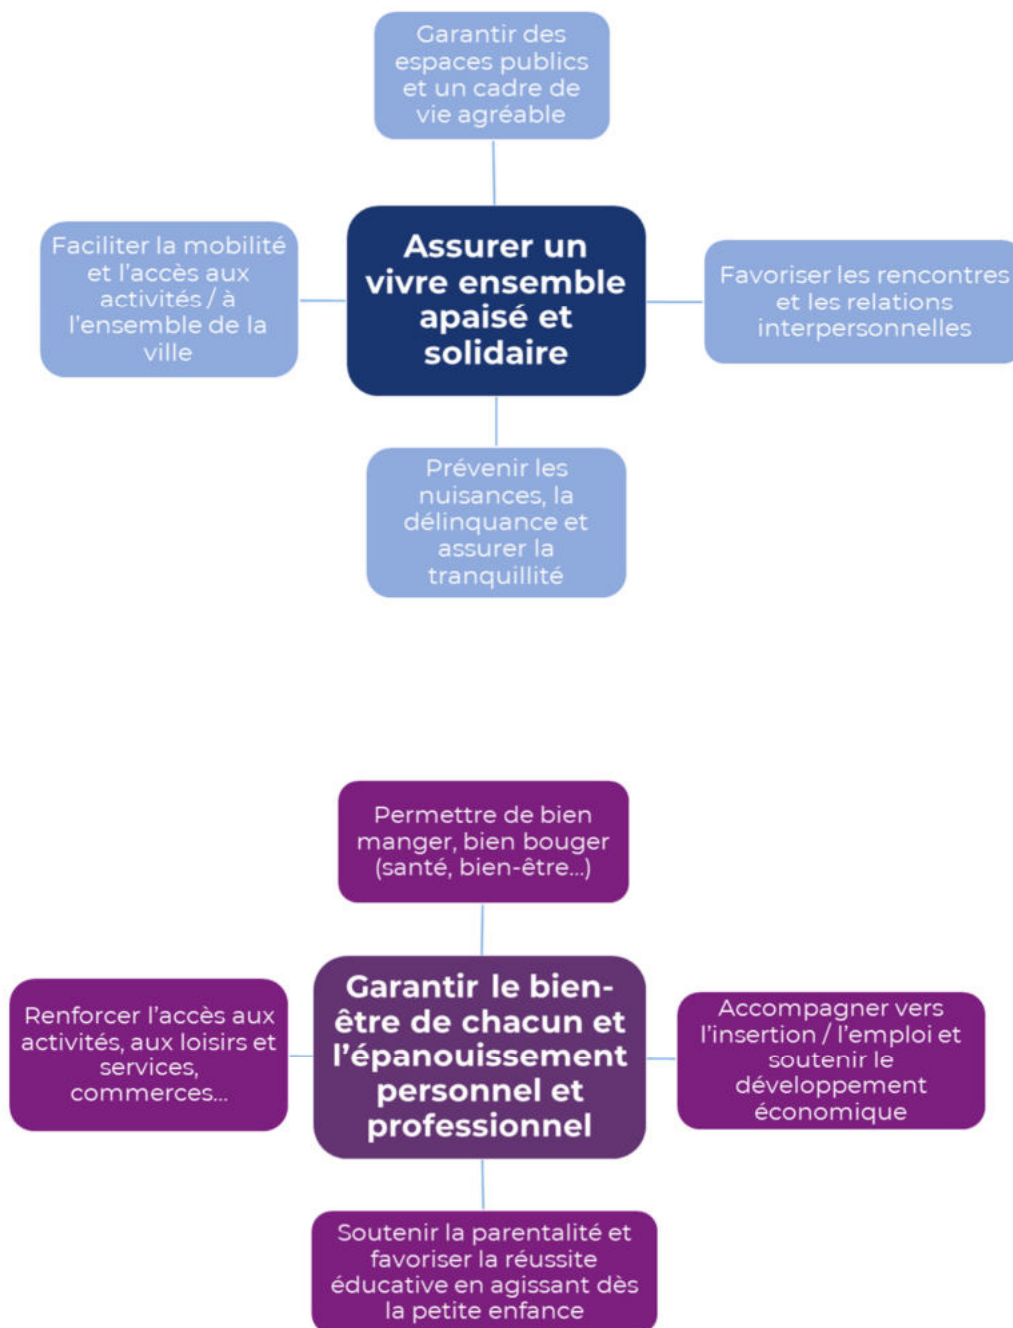 Garantir des
espaces publics
et un cadre de
vie agréable
Faciliter la mobilité
et l'accès aux
activités / à
l'ensemble de la
ville
Assurer un
vivre ensemble
apaisé et
solidaire
Favoriser les rencontres
et les relations
interpersonnelles
Prévenir les
nuisances, la
délinquance et
assurer la
tranquillité
Permettre de bien
manger, bien bouger
(santé, bien-être...)
Renforcer l'accès aux
activités, aux loisirs et
services,
commerces...
Garantir le bien-
être de chacun et
l'épanouissement
personnel et
professionnel
Accompagner vers
l'insertion / l'emploi et
soutenir le
développement
économique
Soutenir la parentalité et
favoriser la réussite
éducative en agissant dès
la petite enfance